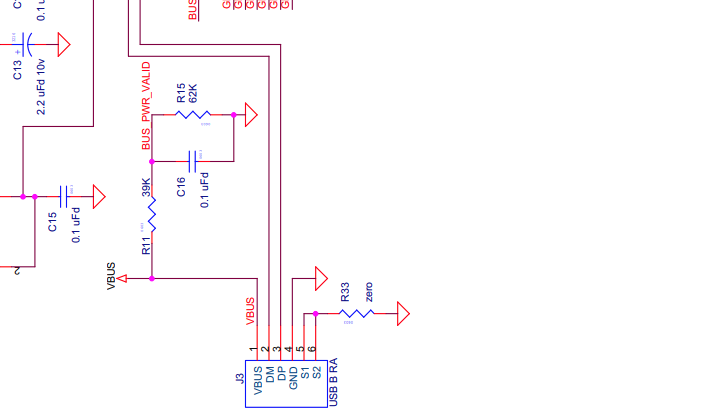 BUS
C13
+
2.2 uFd 10v
BUS_PWR_VALID
R15
62K
C16
0.1 uFd
39K
R11
C15
0.1 uFd
2
VBUS
VBUS
R33
zero
1
2
3
4
5
6
J3
VBUS
DM
DP
GND
S1
S2
USB B RA